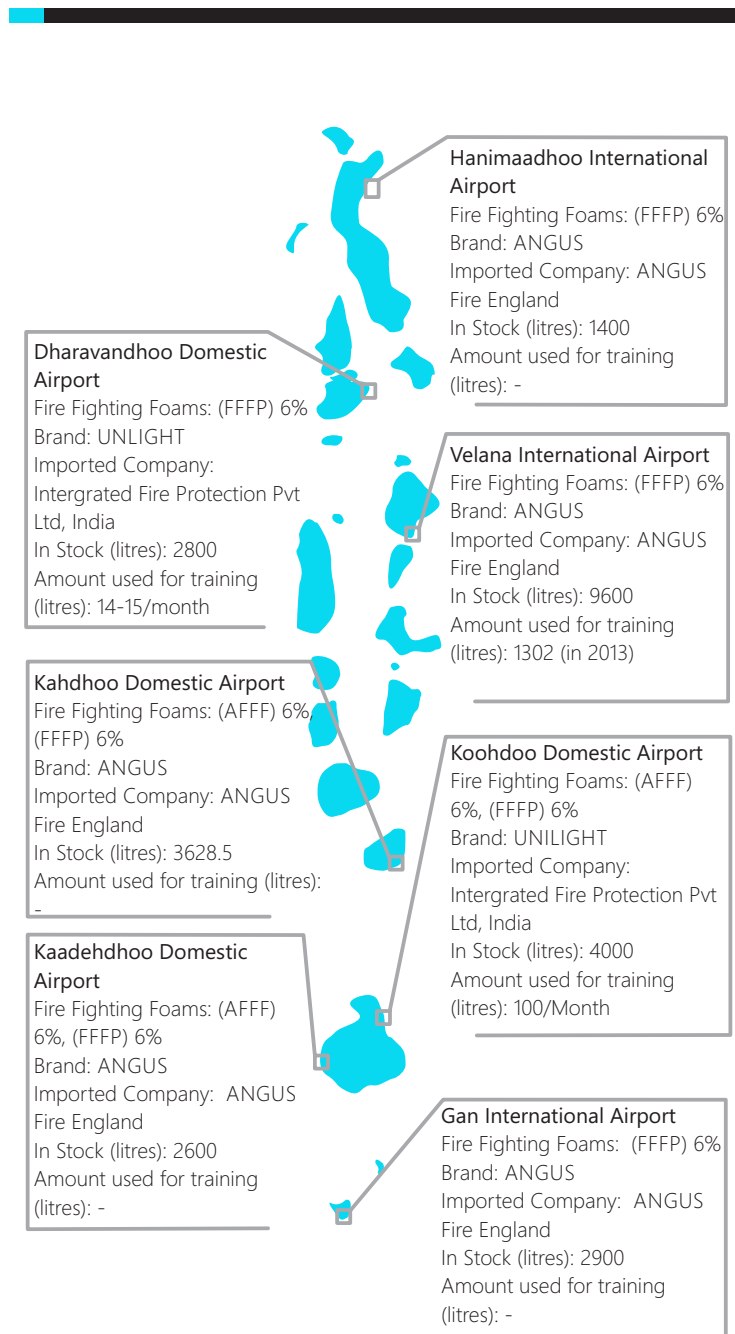 Hanimaadhoo International
Airport
Fire Fighting Foams: (FFFP) 6%
Brand: ANGUS
Imported Company: ANGUS
Fire England
In Stock (litres): 1400
Amount used for training
(litres): -
Dharavandhoo Domestic
Airport
Fire Fighting Foams: (FFFP) 6%
Brand: UNLIGHT
Imported Company:
Intergrated Fire Protection Pvt
Ltd, India
In Stock (litres): 2800
Amount used for training
(litres): 14-15/month
Velana International Airport
Fire Fighting Foams: (FFFP) 6%
Brand: ANGUS
Imported Company: ANGUS
Fire England
In Stock (litres): 9600
Amount used for training
(litres): 1302 (in 2013)
Kahdhoo Domestic Airport
Fire Fighting Foams: (AFFF) 6%,
(FFFP) 6%
Brand: ANGUS
Imported Company: ANGUS
Fire England
In Stock (litres): 3628.5
Amount used for training (litres):
-
Koohdoo Domestic Airport
Fire Fighting Foams: (AFFF)
6%, (FFFP) 6%
Brand: UNILIGHT
Imported Company:
Intergrated Fire Protection Pvt
Ltd, India
In Stock (litres): 4000
Amount used for training
(litres): 100/Month
Kaadehdhoo Domestic
Airport
Fire Fighting Foams: (AFFF)
6%, (FFFP) 6%
Brand: ANGUS
Imported Company:  ANGUS
Fire England
In Stock (litres): 2600
Amount used for training
(litres): -
Gan International Airport
Fire Fighting Foams:  (FFFP) 6%
Brand: ANGUS
Imported Company:  ANGUS
Fire England
In Stock (litres): 2900
Amount used for training
(litres): -